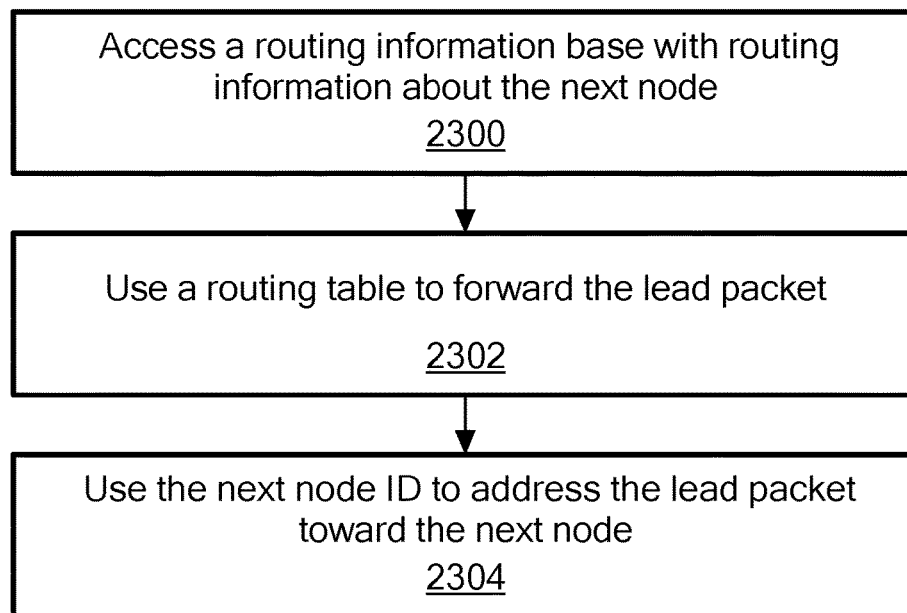 Access a routing information base with routing
information about the next node
2300
Use a routing table to forward the lead packet
2302
Use the next node ID to address the lead packet
toward the next node
2304